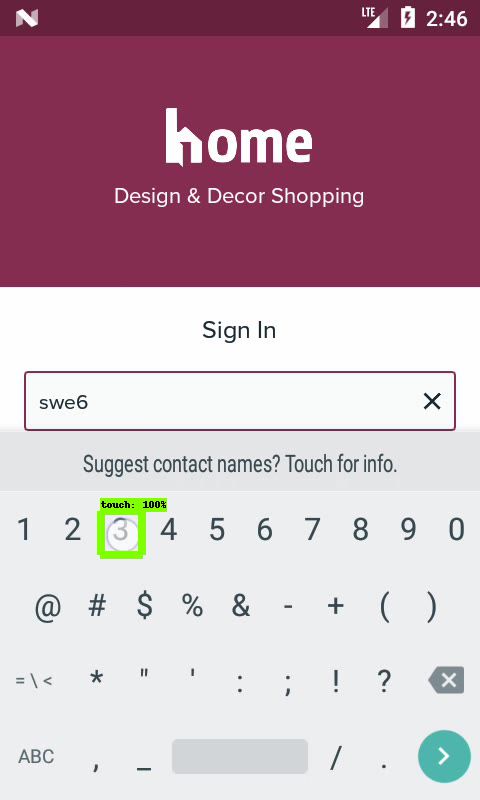 LTE 2:46
home
Design & Decor Shopping
Sign In
swe6
Suggest contact names? Touch for info.
touch: 100%
1 2 3 4 5 6 7 8 9 0
@ # $ % & - + ( )
= \ < * " ' : ; ! ?
ABC , _ / .